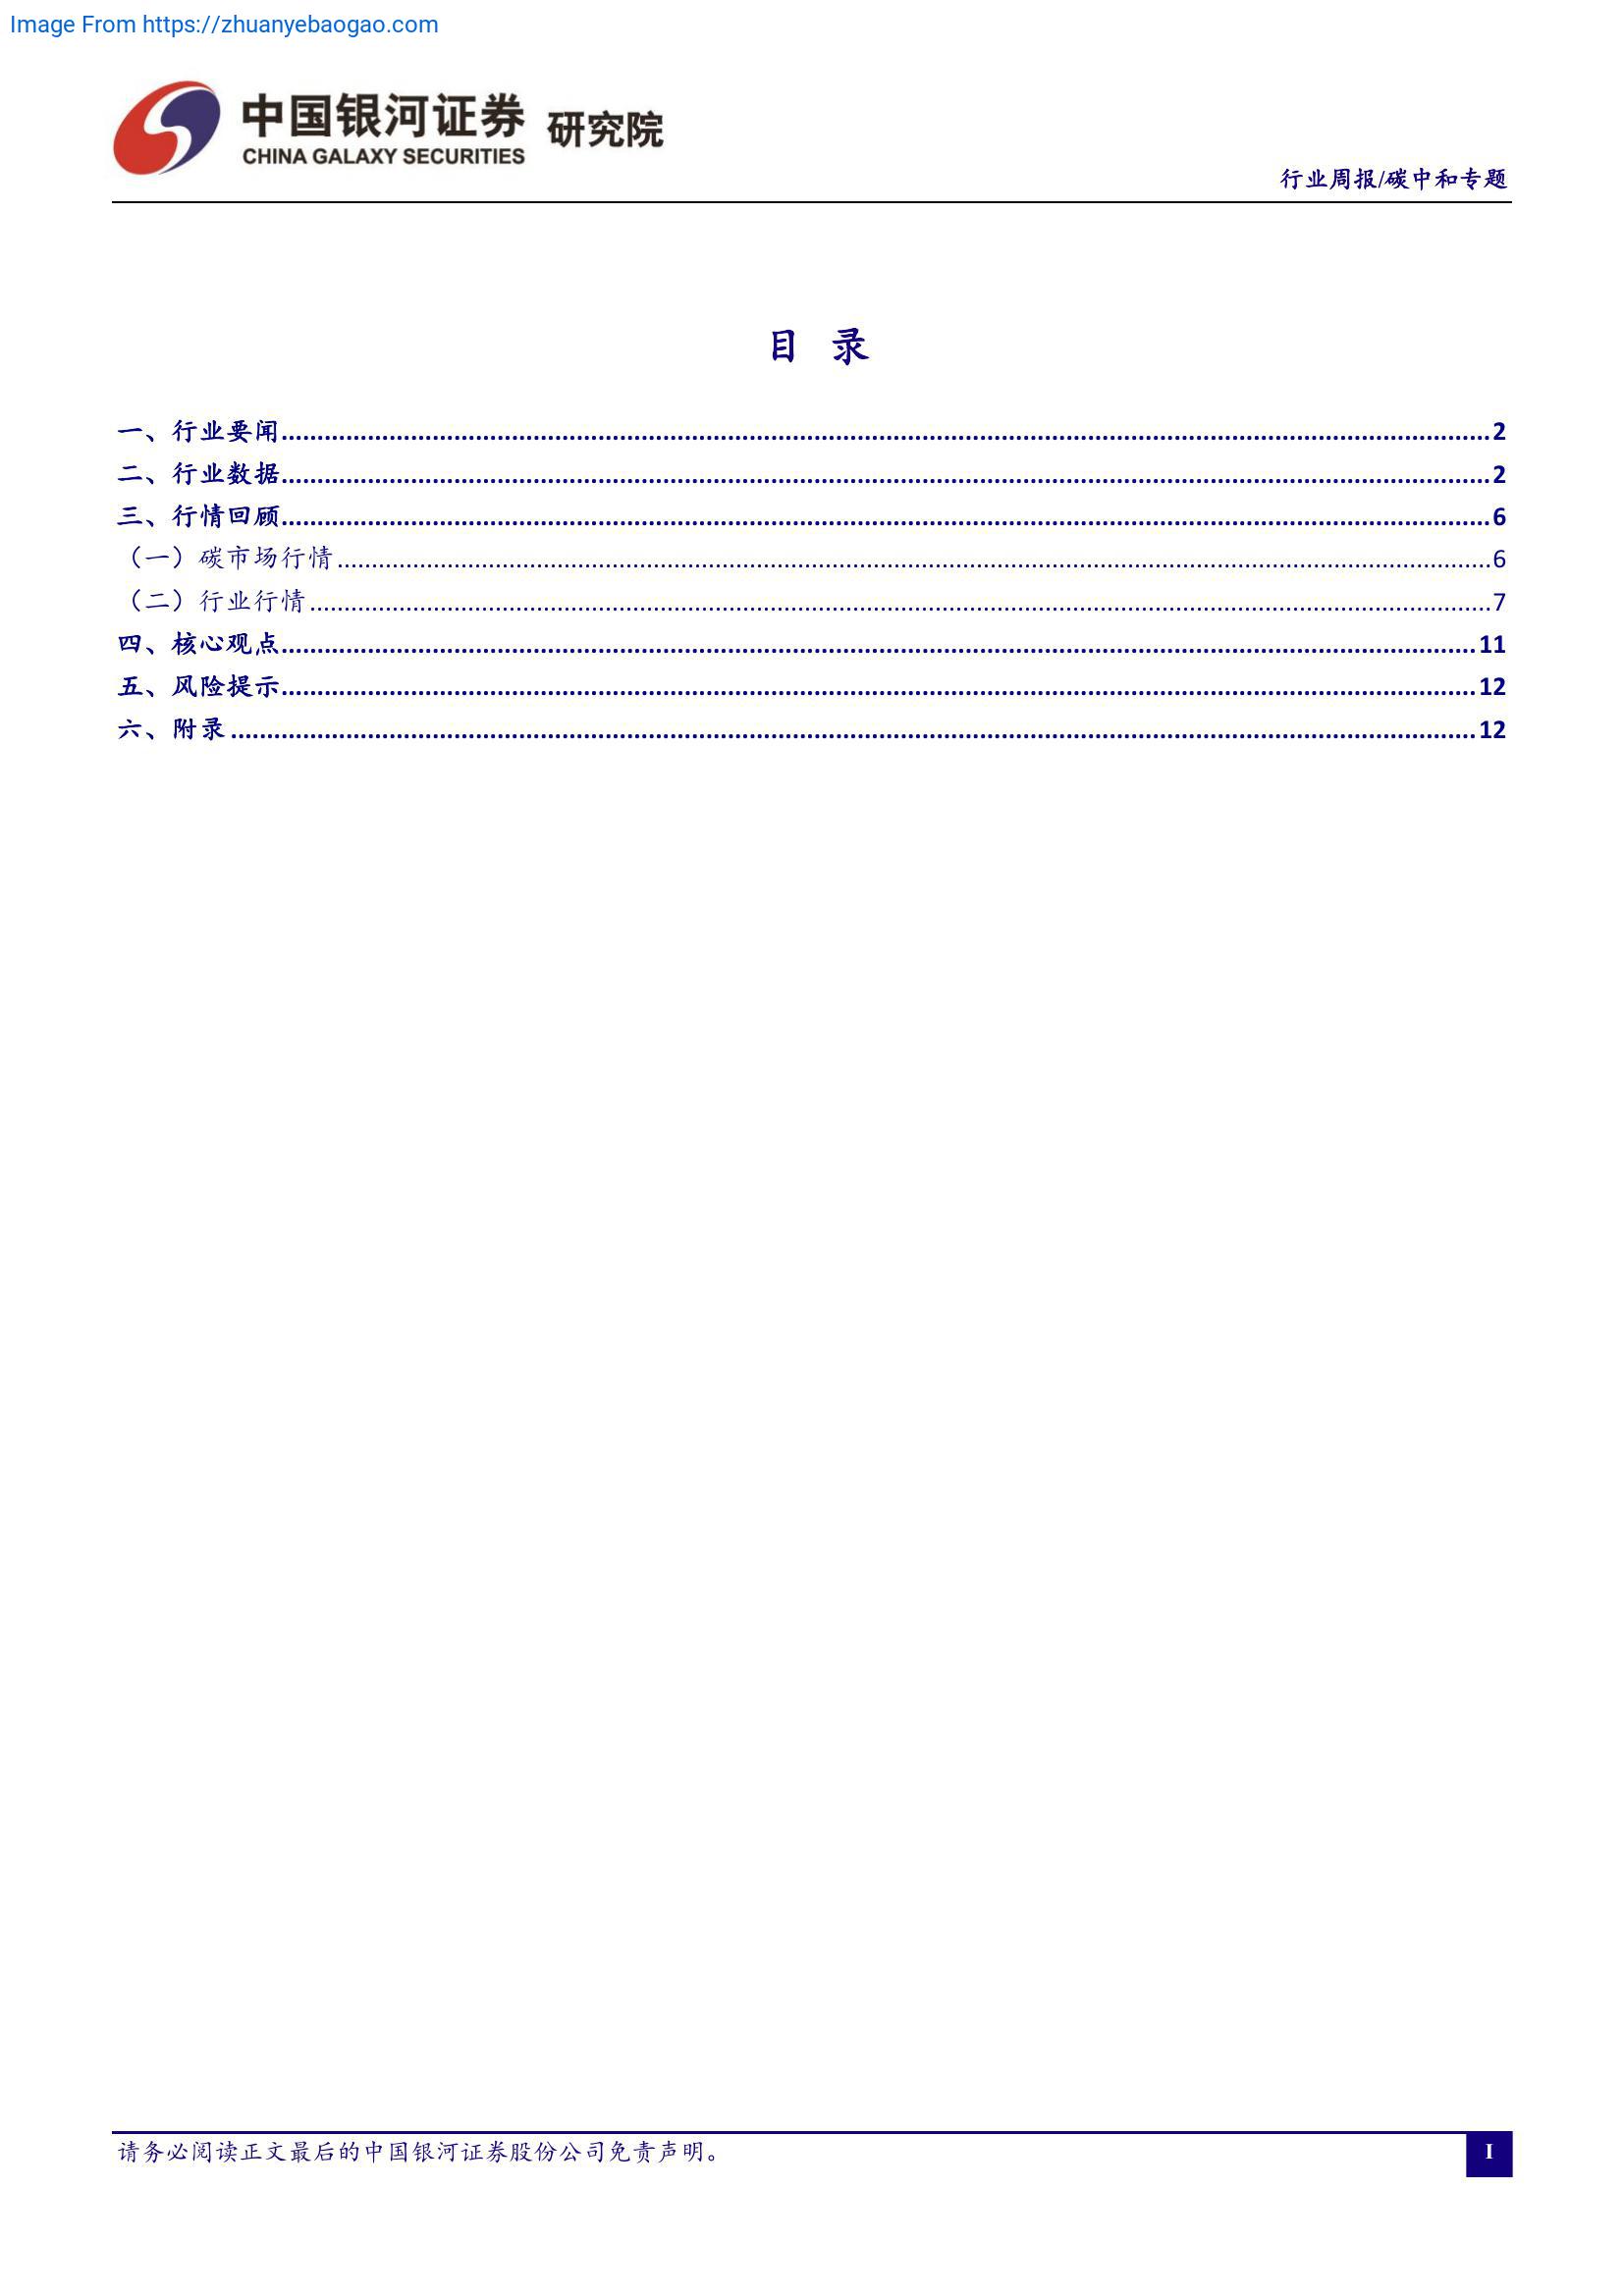 Image From https://zhuanyebaogao.com
中国银河证券 研究院
CHINA GALAXY SECURITIES
行业周报/碳中和专题
目 录
一、行业要闻........................2
二、行业数据........................2
三、行情回顾........................6
（一）碳市场行情........................6
（二）行业行情........................7
四、核心观点........................11
五、风险提示........................12
六、附录........................12
请务必阅读正文最后的中国银河证券股份公司免责声明。
I